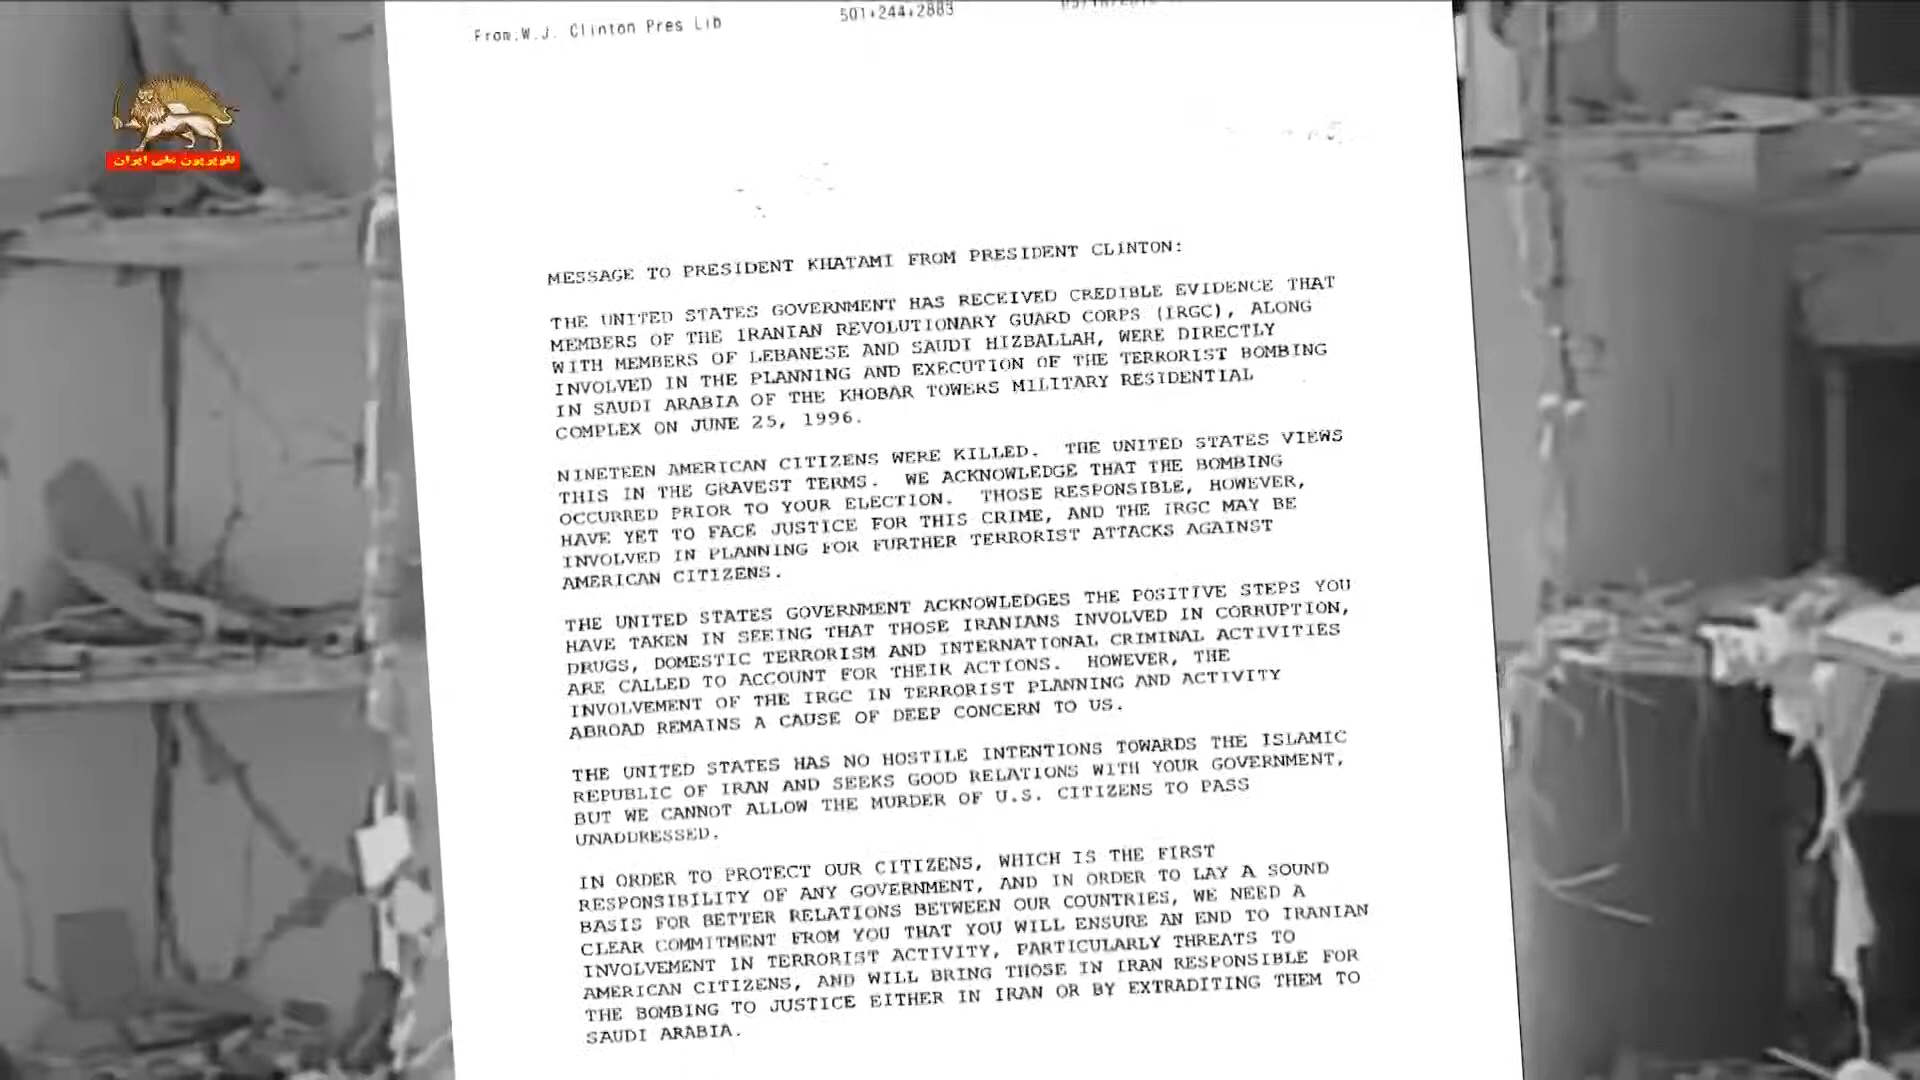 From:W.J. Clinton Pres Lib
501+244+2883
تلویزیون ملی ایران
MESSAGE TO PRESIDENT KHATAMI FROM PRESIDENT CLINTON:
THE UNITED STATES GOVERNMENT HAS RECEIVED CREDIBLE EVIDENCE THAT
MEMBERS OF THE IRANIAN REVOLUTIONARY GUARD CORPS (IRGC), ALONG
WITH MEMBERS OF LEBANESE AND SAUDI HIZBALLAH, WERE DIRECTLY
INVOLVED IN THE PLANNING AND EXECUTION OF THE TERRORIST BOMBING
IN SAUDI ARABIA OF THE KHOBAR TOWERS MILITARY RESIDENTIAL
COMPLEX ON JUNE 25, 1996.
NINETEEN AMERICAN CITIZENS WERE KILLED. THE UNITED STATES VIEWS
THIS IN THE GRAVEST TERMS. WE ACKNOWLEDGE THAT THE BOMBING
OCCURRED PRIOR TO YOUR ELECTION. THOSE RESPONSIBLE, HOWEVER,
HAVE YET TO FACE JUSTICE FOR THIS CRIME, AND THE IRGC MAY BE
INVOLVED IN PLANNING FOR FURTHER TERRORIST ATTACKS AGAINST
AMERICAN CITIZENS.
THE UNITED STATES GOVERNMENT ACKNOWLEDGES THE POSITIVE STEPS YOU
HAVE TAKEN IN SEEING THAT THOSE IRANIANS INVOLVED IN CORRUPTION,
DRUGS, DOMESTIC TERRORISM AND INTERNATIONAL CRIMINAL ACTIVITIES
ARE CALLED TO ACCOUNT FOR THEIR ACTIONS. HOWEVER, THE
INVOLVEMENT OF THE IRGC IN TERRORIST PLANNING AND ACTIVITY
ABROAD REMAINS A CAUSE OF DEEP CONCERN TO US.
THE UNITED STATES HAS NO HOSTILE INTENTIONS TOWARDS THE ISLAMIC
REPUBLIC OF IRAN AND SEEKS GOOD RELATIONS WITH YOUR GOVERNMENT,
BUT WE CANNOT ALLOW THE MURDER OF U.S. CITIZENS TO PASS
UNADDRESSED.
IN ORDER TO PROTECT OUR CITIZENS, WHICH IS THE FIRST
RESPONSIBILITY OF ANY GOVERNMENT, AND IN ORDER TO LAY A SOUND
BASIS FOR BETTER RELATIONS BETWEEN OUR COUNTRIES, WE NEED A
CLEAR COMMITMENT FROM YOU THAT YOU WILL ENSURE AN END TO IRANIAN
INVOLVEMENT IN TERRORIST ACTIVITY, PARTICULARLY THREATS TO
AMERICAN CITIZENS, AND WILL BRING THOSE IN IRAN RESPONSIBLE FOR
THE BOMBING TO JUSTICE EITHER IN IRAN OR BY EXTRADITING THEM TO
SAUDI ARABIA.